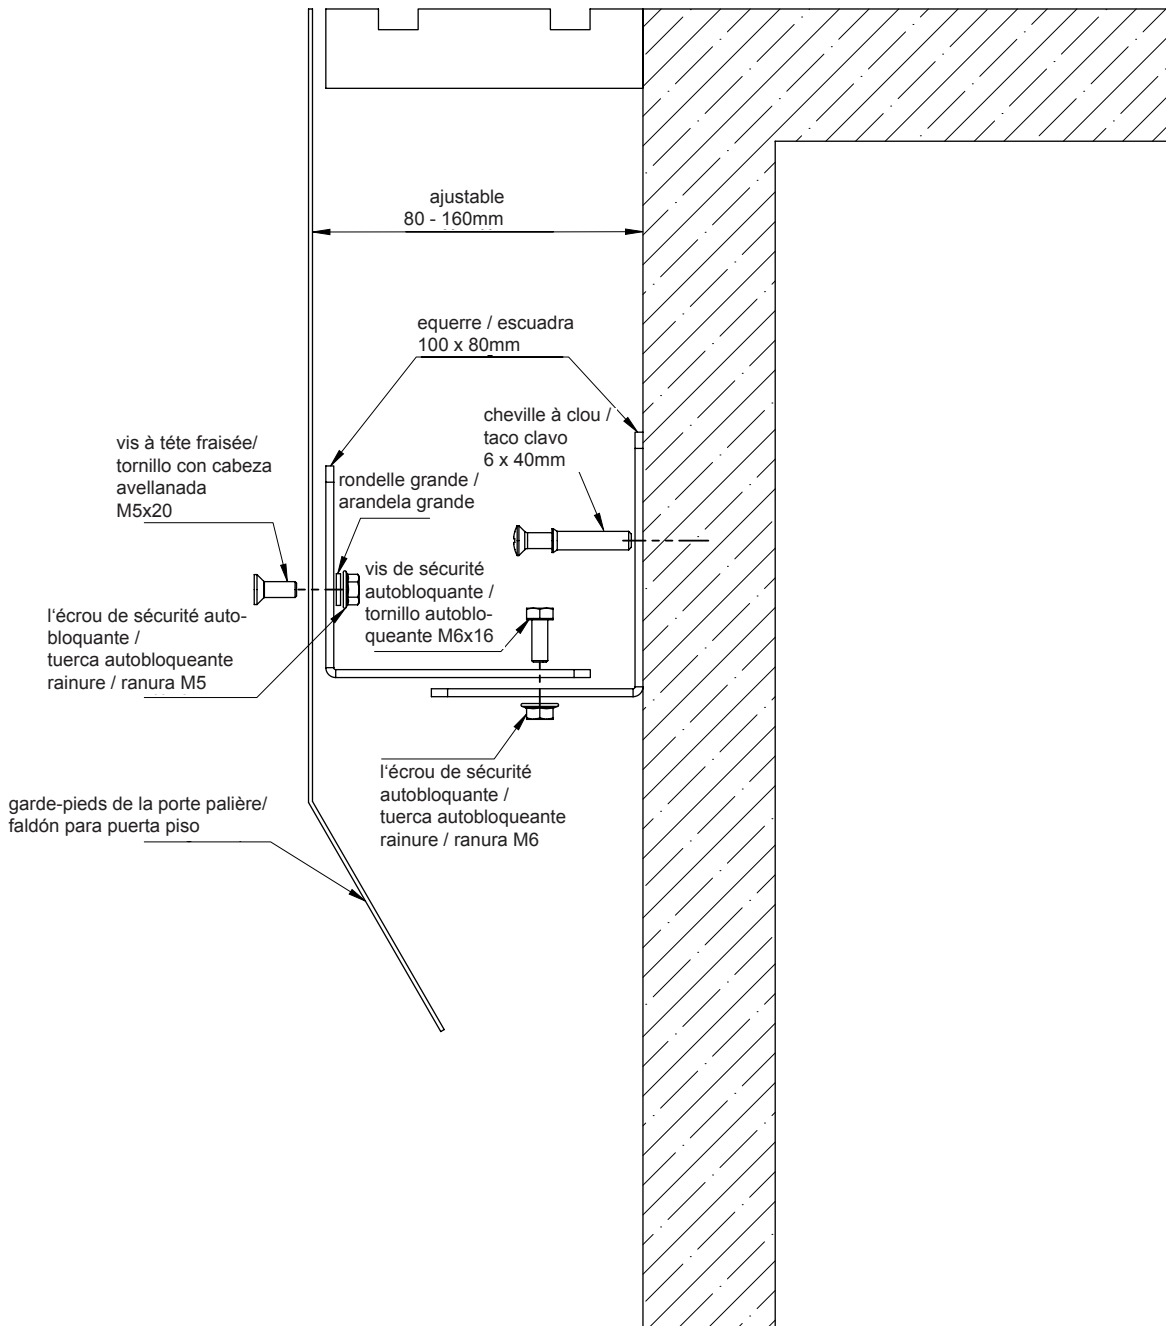 ajustable
80 - 160mm
equerre / escuadra
100 x 80mm
cheville à clou /
taco clavo
6 x 40mm
vis à téte fraisée/
tornillo con cabeza
avellanada
M5x20
rondelle grande /
arandela grande
vis de sécurité
autobloquante /
tornillo autoblo-
queante M6x16
l‘écrou de sécurité auto-
bloquante /
tuerca autobloqueante
rainure / ranura M5
l‘écrou de sécurité
autobloquante /
tuerca autobloqueante
rainure / ranura M6
garde-pieds de la porte palière/
faldón para puerta piso